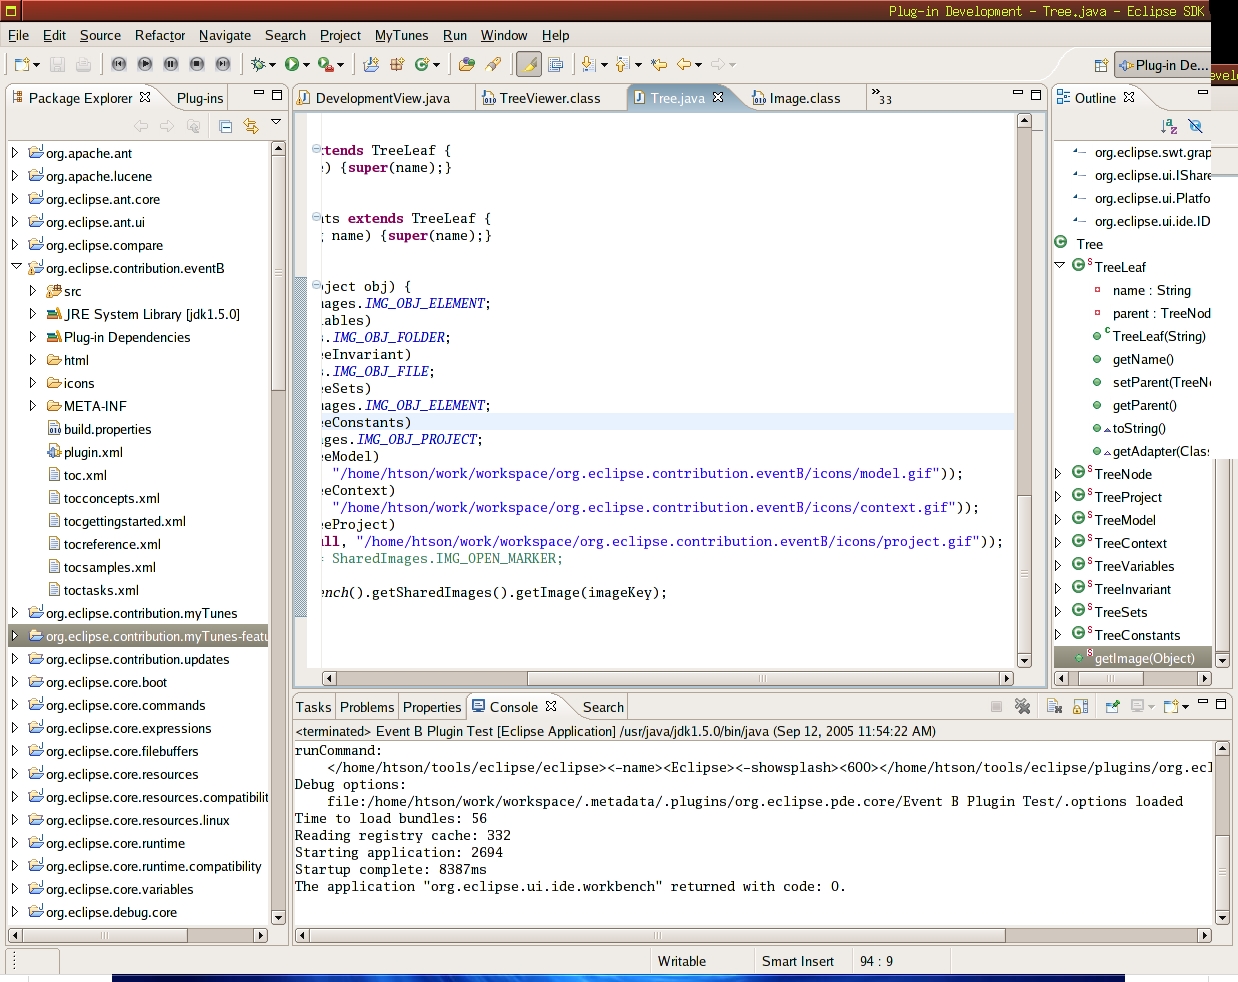 Plug-in Development - Tree.java - Eclipse SDK
File Edit Source Refactor Navigate Search Project MyTunes Run Window Help
Plug-in De...
Package Explorer Plug-ins
DevelopmentView.java TreeViewer.class Tree.java Image.class »33
Outline
org.apache.ant
org.apache.lucene
org.eclipse.ant.core
org.eclipse.ant.ui
org.eclipse.compare
org.eclipse.contribution.eventB
src
JRE System Library [jdk1.5.0]
Plug-in Dependencies
html
icons
META-INF
build.properties
plugin.xml
toc.xml
tocconcepts.xml
tocgettingstarted.xml
tocreference.xml
tocsamples.xml
toctasks.xml
org.eclipse.contribution.myTunes
org.eclipse.contribution.myTunes-featu
org.eclipse.contribution.updates
org.eclipse.core.boot
org.eclipse.core.commands
org.eclipse.core.expressions
org.eclipse.core.filebuffers
org.eclipse.core.resources
org.eclipse.core.resources.compatibilit
org.eclipse.core.resources.linux
org.eclipse.core.runtime
org.eclipse.core.runtime.compatibility
org.eclipse.core.variables
org.eclipse.debug.core
tends TreeLeaf {
) {super(name);}
nts extends TreeLeaf {
g name) {super(name);}
ject obj) {
ages.IMG_OBJ_ELEMENT;
ables)
s.IMG_OBJ_FOLDER;
eeInvariant)
s.IMG_OBJ_FILE;
eeSets)
ages.IMG_OBJ_ELEMENT;
eeConstants)
ges.IMG_OBJ_PROJECT;
eeModel)
"/home/htson/work/workspace/org.eclipse.contribution.eventB/icons/model.gif"));
eeContext)
"/home/htson/work/workspace/org.eclipse.contribution.eventB/icons/context.gif"));
eeProject)
ull, "/home/htson/work/workspace/org.eclipse.contribution.eventB/icons/project.gif"));
= SharedImages.IMG_OPEN_MARKER;
ench().getSharedImages().getImage(imageKey);
org.eclipse.swt.grap
org.eclipse.ui.IShare
org.eclipse.ui.Platfo
org.eclipse.ui.ide.ID
Tree
TreeLeaf
name : String
parent : TreeNod
TreeLeaf(String)
getName()
setParent(TreeN
getParent()
toString()
getAdapter(Clas
TreeNode
TreeProject
TreeModel
TreeContext
TreeVariables
TreeInvariant
TreeSets
TreeConstants
getImage(Object)
Tasks Problems Properties Console Search
<terminated> Event B Plugin Test [Eclipse Application] /usr/java/jdk1.5.0/bin/java (Sep 12, 2005 11:54:22 AM)
runCommand:
</home/htson/tools/eclipse/eclipse><-name><Eclipse><-showsplash><600></home/htson/tools/eclipse/plugins/org.ecl
Debug options:
file:/home/htson/work/workspace/.metadata/.plugins/org.eclipse.pde.core/Event B Plugin Test/.options loaded
Time to load bundles: 56
Reading registry cache: 332
Starting application: 2694
Startup complete: 8387ms
The application "org.eclipse.ui.ide.workbench" returned with code: 0.
Writable Smart Insert 94 : 9